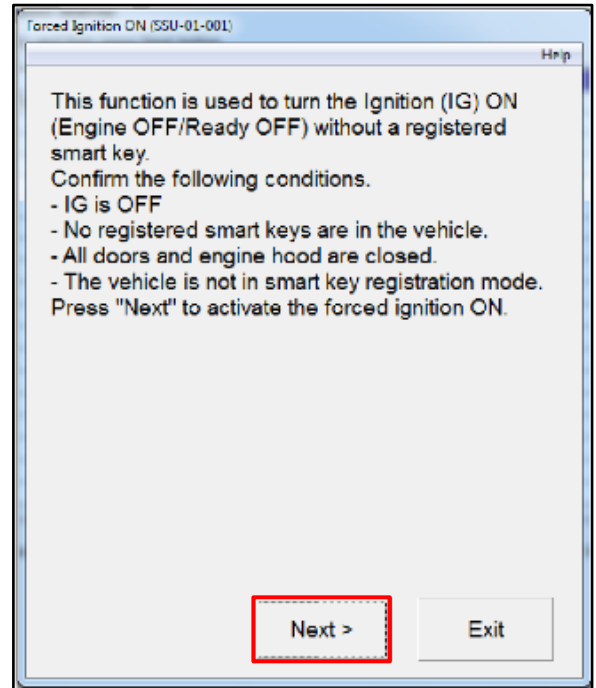 Forced Ignition ON (SSU-01-001)
Help
This function is used to turn the Ignition (IG) ON
(Engine OFF/Ready OFF) without a registered
smart key.
Confirm the following conditions.
- IG is OFF
- No registered smart keys are in the vehicle.
- All doors and engine hood are closed.
- The vehicle is not in smart key registration mode.
Press "Next" to activate the forced ignition ON.
Next >
Exit